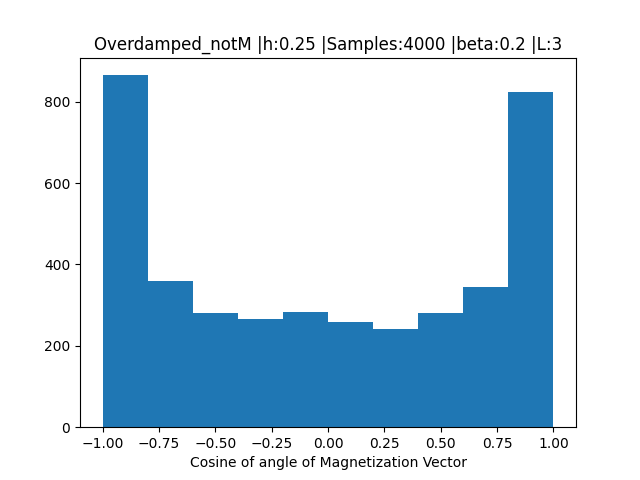 Overdamped_notM |h:0.25 |Samples:4000 |beta:0.2 |L:3
800
600
400
200
0
−1.00 −0.75 −0.50 −0.25 0.00 0.25 0.50 0.75 1.00
Cosine of angle of Magnetization Vector